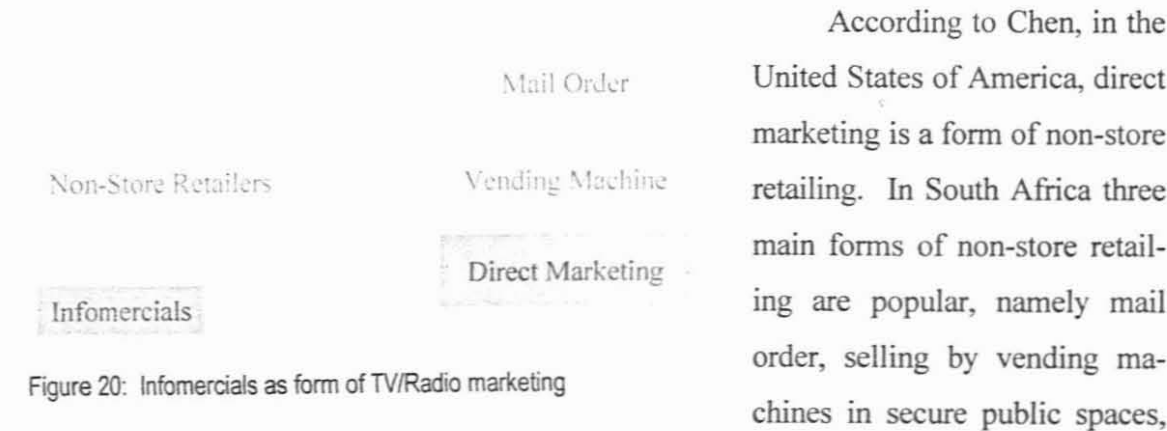 Mail Order
Non-Store Retailers
Vending Machine
Direct Marketing
Infomercials
Figure 20: Infomercials as form of TV/Radio marketing
According to Chen, in the
United States of America, direct
marketing is a form of non-store
retailing. In South Africa three
main forms of non-store retail-
ing are popular, namely mail
order, selling by vending ma-
chines in secure public spaces,